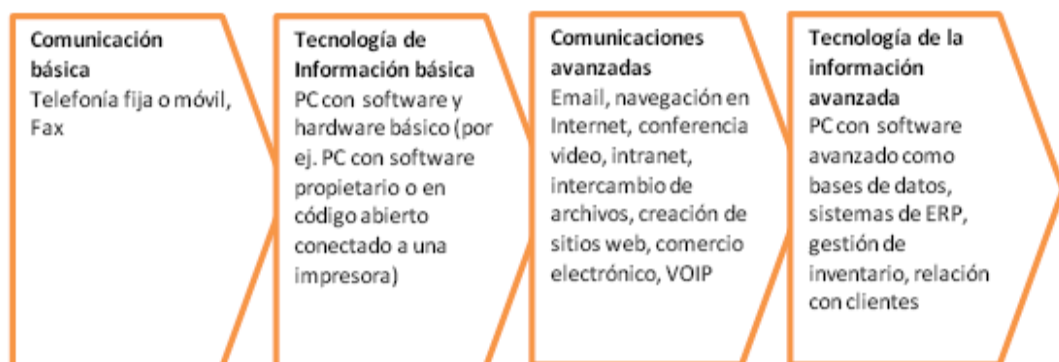 Comunicación
básica
Telefonía fija o móvil,
Fax
Tecnología de
Información básica
PC con software y
hardware básico (por
ej. PC con software
propietario o en
código abierto
conectado a una
impresora)
Comunicaciones
avanzadas
Email, navegación en
Internet, conferencia
video, intranet,
intercambio de
archivos, creación de
sitios web, comercio
electrónico, VOIP
Tecnología de la
información
avanzada
PC con software
avanzado como
bases de datos,
sistemas de ERP,
gestión de
inventario, relación
con clientes